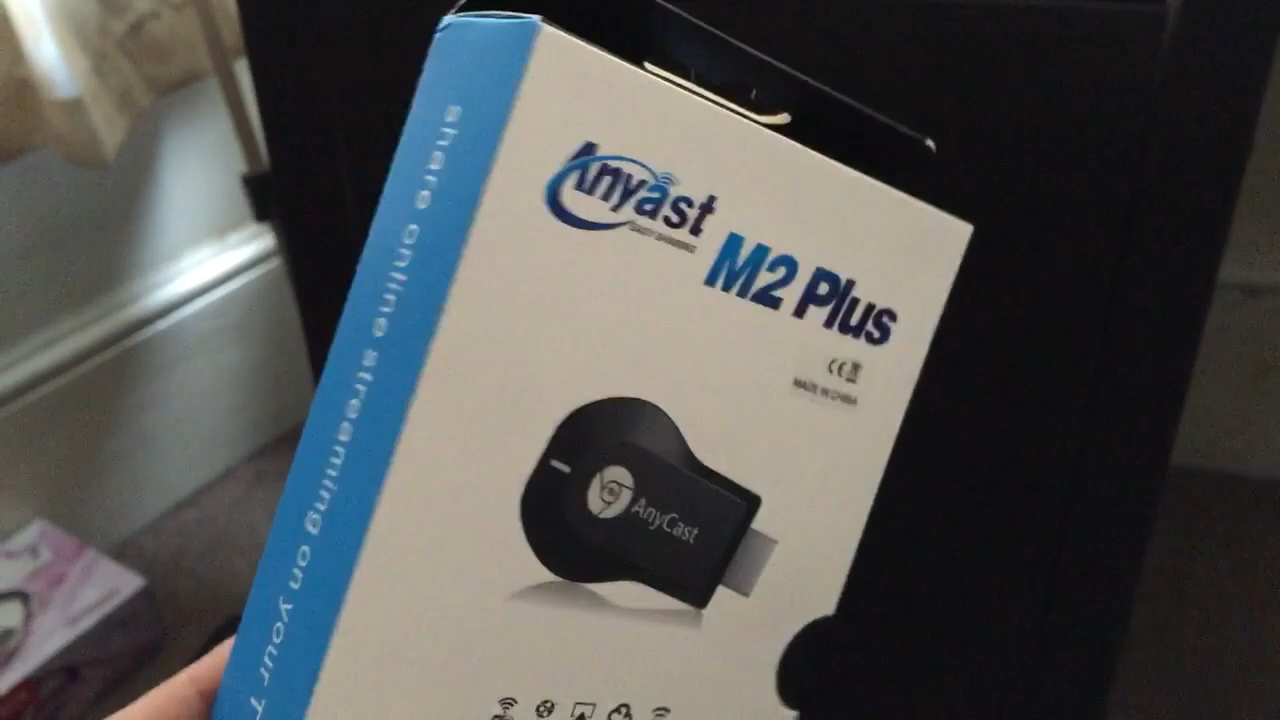 share online streaming on your T
Anyast
M2 Plus
CE
MADE IN CHINA
AnyCast